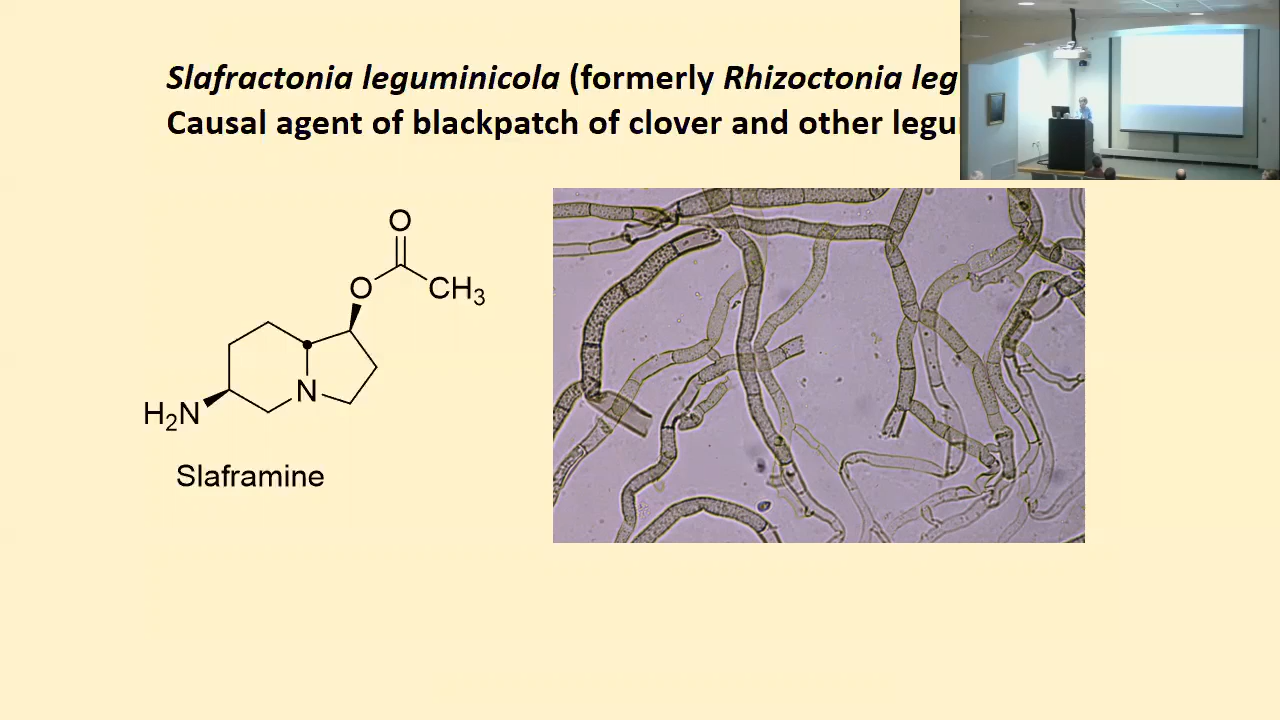 Slafractonia leguminicola (formerly Rhizoctonia leg
Causal agent of blackpatch of clover and other legu
O
O
CH3
N
H2N
Slaframine